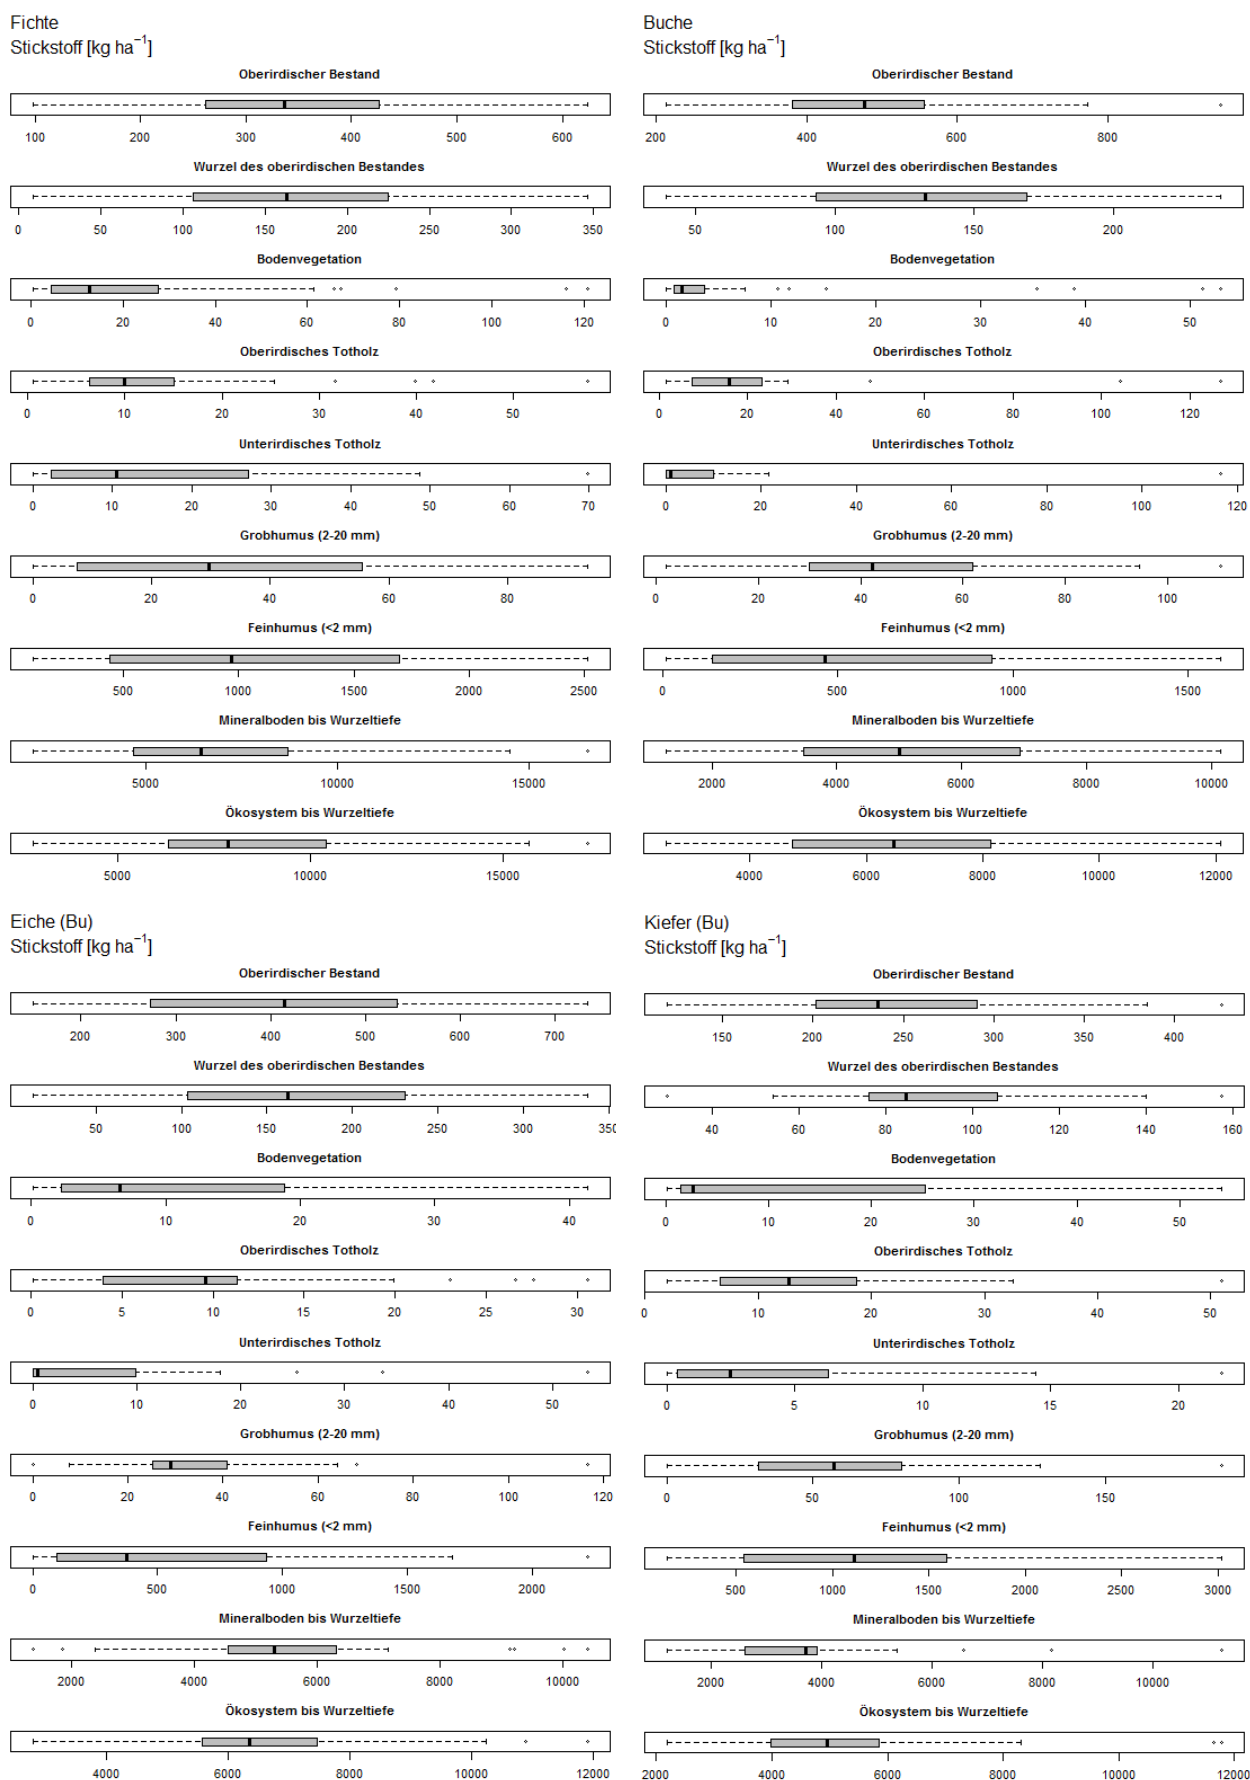 Fichte
Stickstoff [kg ha⁻¹]
Oberirdischer Bestand
100 200 300 400 500 600
Wurzel des oberirdischen Bestandes
0 50 100 150 200 250 300 350
Bodenvegetation
0 20 40 60 80 100 120
Oberirdisches Totholz
0 10 20 30 40 50
Unterirdisches Totholz
0 10 20 30 40 50 60 70
Grobhumus (2-20 mm)
0 20 40 60 80
Feinhumus (<2 mm)
500 1000 1500 2000 2500
Mineralboden bis Wurzeltiefe
5000 10000 15000
Ökosystem bis Wurzeltiefe
5000 10000 15000
Buche
Stickstoff [kg ha⁻¹]
Oberirdischer Bestand
200 400 600 800
Wurzel des oberirdischen Bestandes
50 100 150 200
Bodenvegetation
0 10 20 30 40 50
Oberirdisches Totholz
0 20 40 60 80 100 120
Unterirdisches Totholz
0 20 40 60 80 100 120
Grobhumus (2-20 mm)
0 20 40 60 80 100
Feinhumus (<2 mm)
0 500 1000 1500
Mineralboden bis Wurzeltiefe
2000 4000 6000 8000 10000
Ökosystem bis Wurzeltiefe
4000 6000 8000 10000 12000
Eiche (Bu)
Stickstoff [kg ha⁻¹]
Oberirdischer Bestand
200 300 400 500 600 700
Wurzel des oberirdischen Bestandes
50 100 150 200 250 300 350
Bodenvegetation
0 10 20 30 40
Oberirdisches Totholz
0 5 10 15 20 25 30
Unterirdisches Totholz
0 10 20 30 40 50
Grobhumus (2-20 mm)
0 20 40 60 80 100 120
Feinhumus (<2 mm)
0 500 1000 1500 2000
Mineralboden bis Wurzeltiefe
2000 4000 6000 8000 10000
Ökosystem bis Wurzeltiefe
4000 6000 8000 10000 12000
Kiefer (Bu)
Stickstoff [kg ha⁻¹]
Oberirdischer Bestand
150 200 250 300 350 400
Wurzel des oberirdischen Bestandes
40 60 80 100 120 140 160
Bodenvegetation
0 10 20 30 40 50
Oberirdisches Totholz
0 10 20 30 40 50
Unterirdisches Totholz
0 5 10 15 20
Grobhumus (2-20 mm)
0 50 100 150
Feinhumus (<2 mm)
500 1000 1500 2000 2500 3000
Mineralboden bis Wurzeltiefe
2000 4000 6000 8000 10000
Ökosystem bis Wurzeltiefe
2000 4000 6000 8000 10000 12000